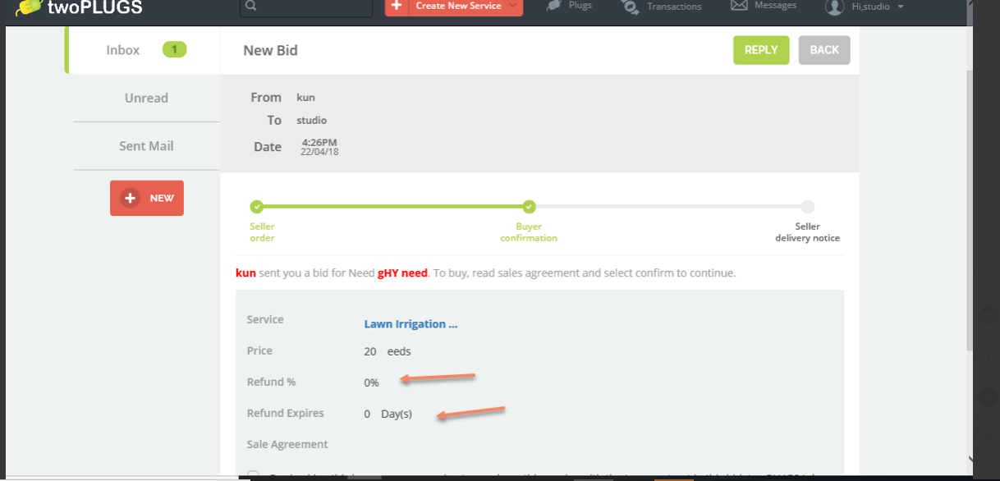 twoPLUGS
Create New Service
Plugs
Transactions
Messages
Hi,studio
Inbox 1
Unread
Sent Mail
NEW
New Bid
REPLY
BACK
From kun
To studio
Date 4:26PM
22/04/18
Seller
order
Buyer
confirmation
Seller
delivery notice
kun sent you a bid for Need gHY need. To buy, read sales agreement and select confirm to continue.
Service Lawn Irrigation ...
Price 20 eeds
Refund % 0%
Refund Expires 0 Day(s)
Sale Agreement